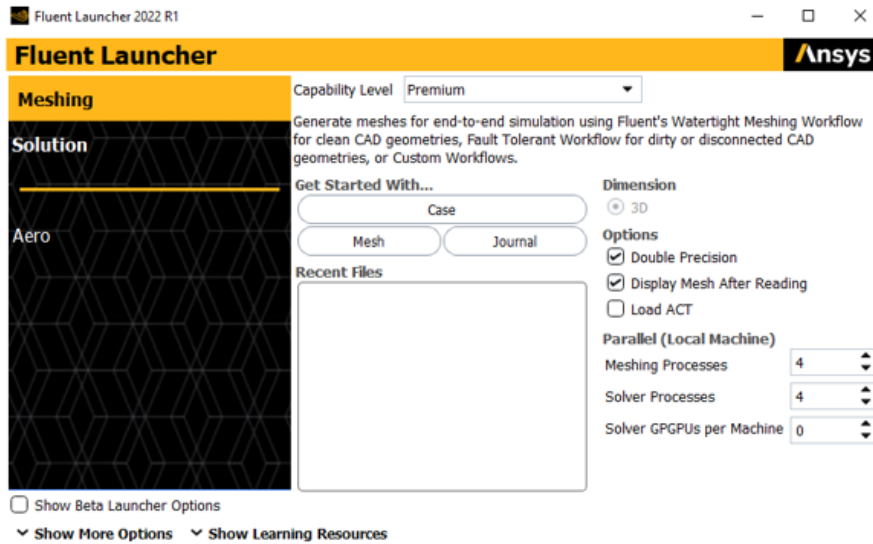 Fluent Launcher 2022 R1
Fluent Launcher
Ansys
Meshing
Solution
Aero
Capability Level Premium
Generate meshes for end-to-end simulation using Fluent's Watertight Meshing Workflow
for clean CAD geometries, Fault Tolerant Workflow for dirty or disconnected CAD
geometries, or Custom Workflows.
Get Started With...
Case
Mesh Journal
Recent Files
Dimension
3D
Options
Double Precision
Display Mesh After Reading
Load ACT
Parallel (Local Machine)
Meshing Processes 4
Solver Processes 4
Solver GPGPUs per Machine 0
Show Beta Launcher Options
Show More Options Show Learning Resources